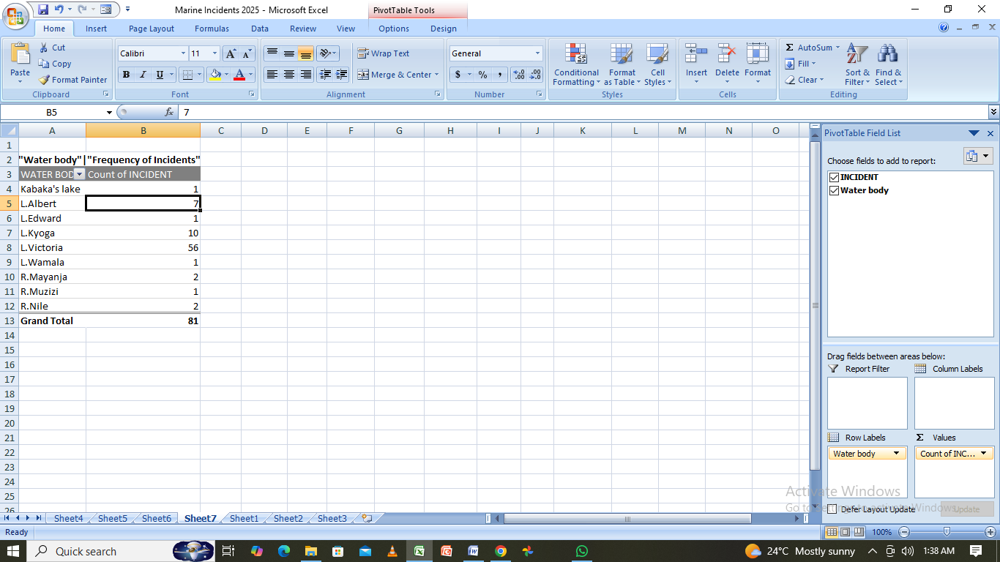 Marine Incidents 2025 - Microsoft Excel
PivotTable Tools
Home Insert Page Layout Formulas Data Review View Options Design
Paste
Cut
Copy
Format Painter
Clipboard
Calibri 11
B I U
A A
A
Font
Wrap Text
Merge & Center
Alignment
General
$ % ,
Number
Conditional Formatting
Format as Table
Cell Styles
Styles
Insert Delete Format
Cells
Σ AutoSum
Fill
Clear
Sort & Filter
Find & Select
Editing
B5 fx 7
A B C D E F G H I J K L M N O
1
2 "Water body"|"Frequency of Incidents"
3 WATER BOD Count of INCIDENT
4 Kabaka's lake 1
5 L.Albert 7
6 L.Edward 1
7 L.Kyoga 10
8 L.Victoria 56
9 L.Wamala 1
10 R.Mayanja 2
11 R.Muzizi 1
12 R.Nile 2
13 Grand Total 81
14
15
16
17
18
19
20
21
22
23
24
25
26
PivotTable Field List
Choose fields to add to report:
INCIDENT
Water body
Drag fields between areas below:
Report Filter Column Labels
Row Labels Σ Values
Water body Count of INC...
Defer Layout Update Update
Activate Windows
Sheet4 Sheet5 Sheet6 Sheet7 Sheet1 Sheet2 Sheet3
Ready 100%
Quick search
24°C Mostly sunny 1:38 AM